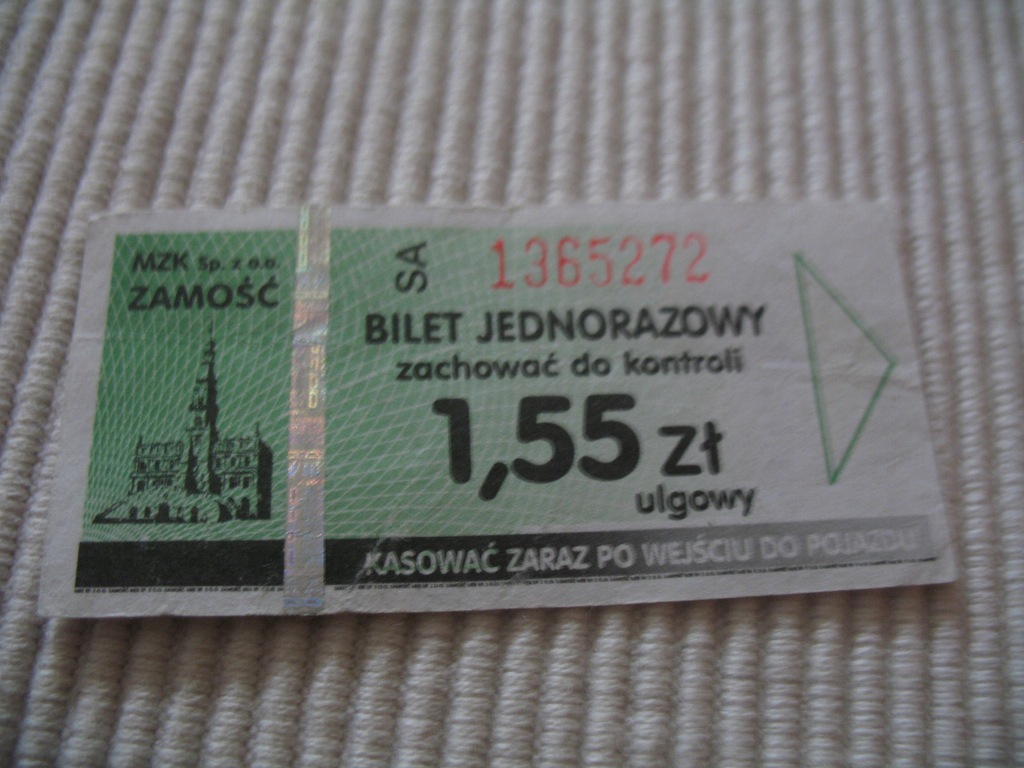 MZK Sp. z o.o.
ZAMOŚĆ
SA 1365272
BILET JEDNORAZOWY
zachować do kontroli
1,55 zł
ulgowy
KASOWAĆ ZARAZ PO WEJŚCIU DO POJAZDU